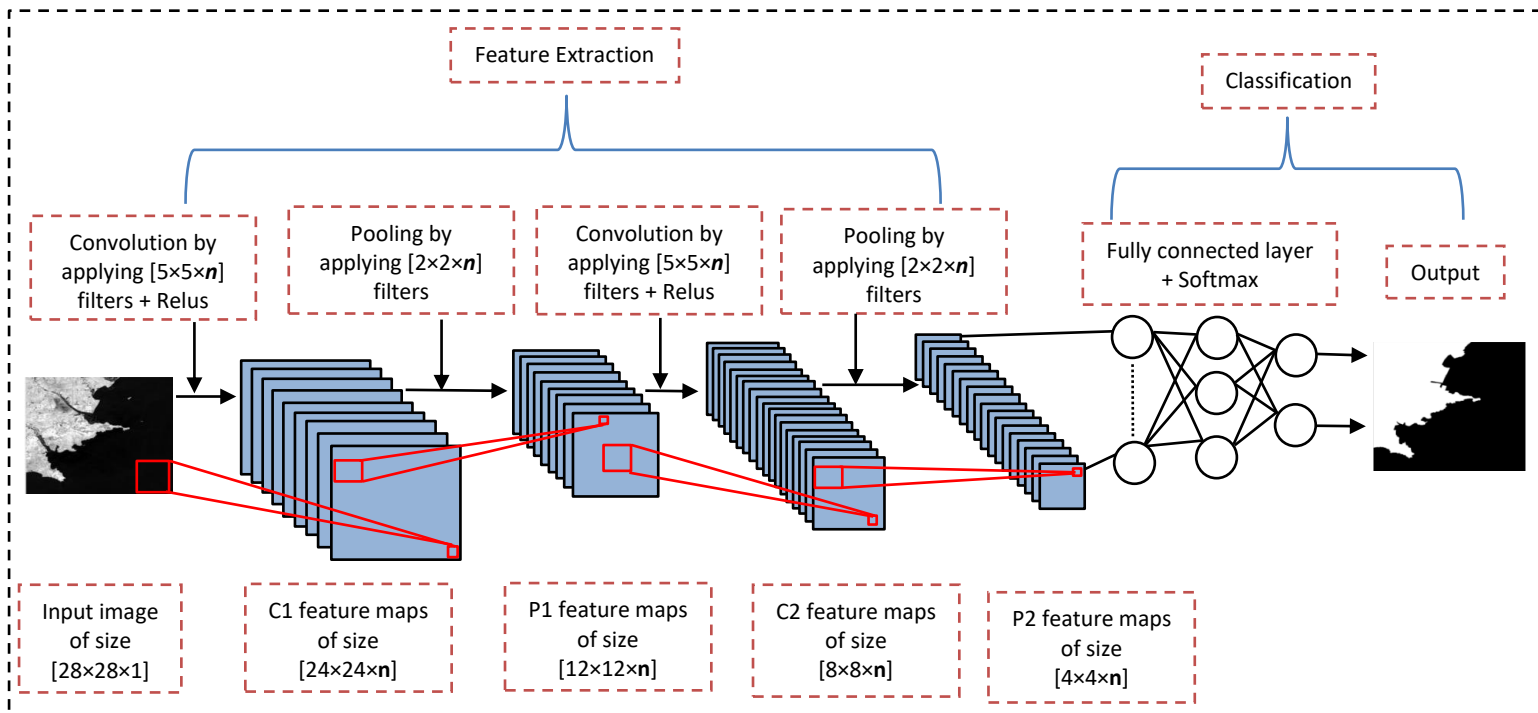 Feature Extraction
Classification
Convolution by
applying [5×5×n]
filters + Relus
Pooling by
applying [2×2×n]
filters
Convolution by
applying [5×5×n]
filters + Relus
Pooling by
applying [2×2×n]
filters
Fully connected layer
+ Softmax
Output
Input image
of size
[28×28×1]
C1 feature maps
of size
[24×24×n]
P1 feature maps
of size
[12×12×n]
C2 feature maps
of size
[8×8×n]
P2 feature maps
of size
[4×4×n]